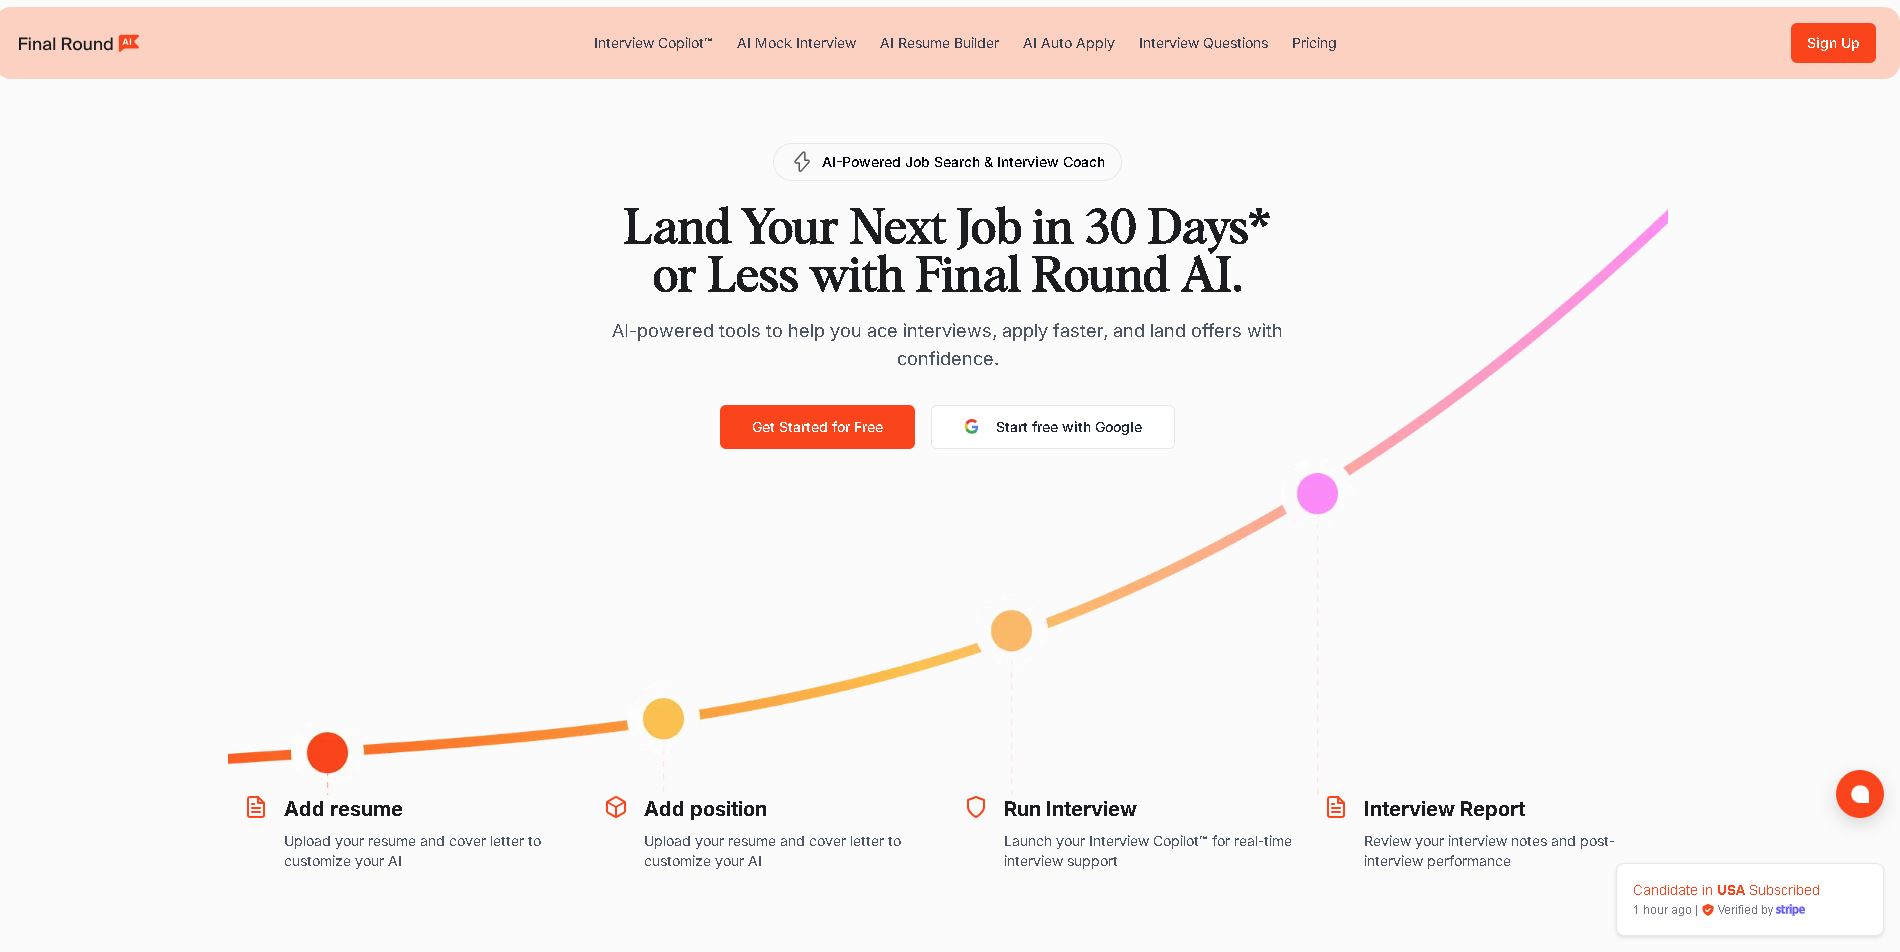 Final Round AI
Interview Copilot™
AI Mock Interview
AI Resume Builder
AI Auto Apply
Interview Questions
Pricing
Sign Up
AI-Powered Job Search & Interview Coach
Land Your Next Job in 30 Days*
or Less with Final Round AI.
AI-powered tools to help you ace interviews, apply faster, and land offers with
confidence.
Get Started for Free
Start free with Google
Add resume
Upload your resume and cover letter to
customize your AI
Add position
Upload your resume and cover letter to
customize your AI
Run Interview
Launch your Interview Copilot™ for real-time
interview support
Interview Report
Review your interview notes and post-
interview performance
Candidate in USA Subscribed
1 hour ago | Verified by stripe